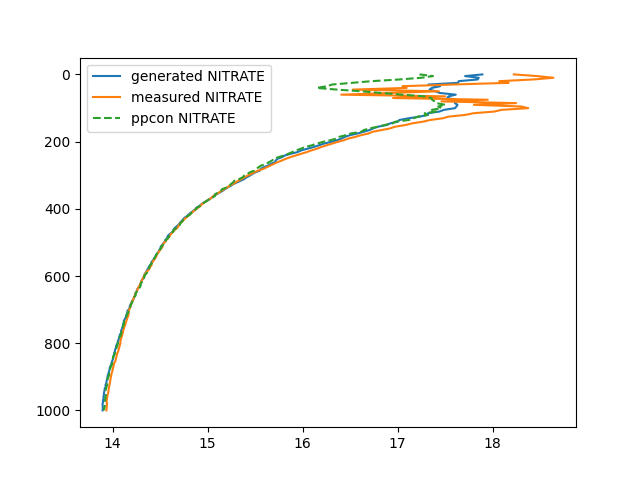 generated NITRATE
measured NITRATE
ppcon NITRATE
0
200
400
600
800
1000
14 15 16 17 18